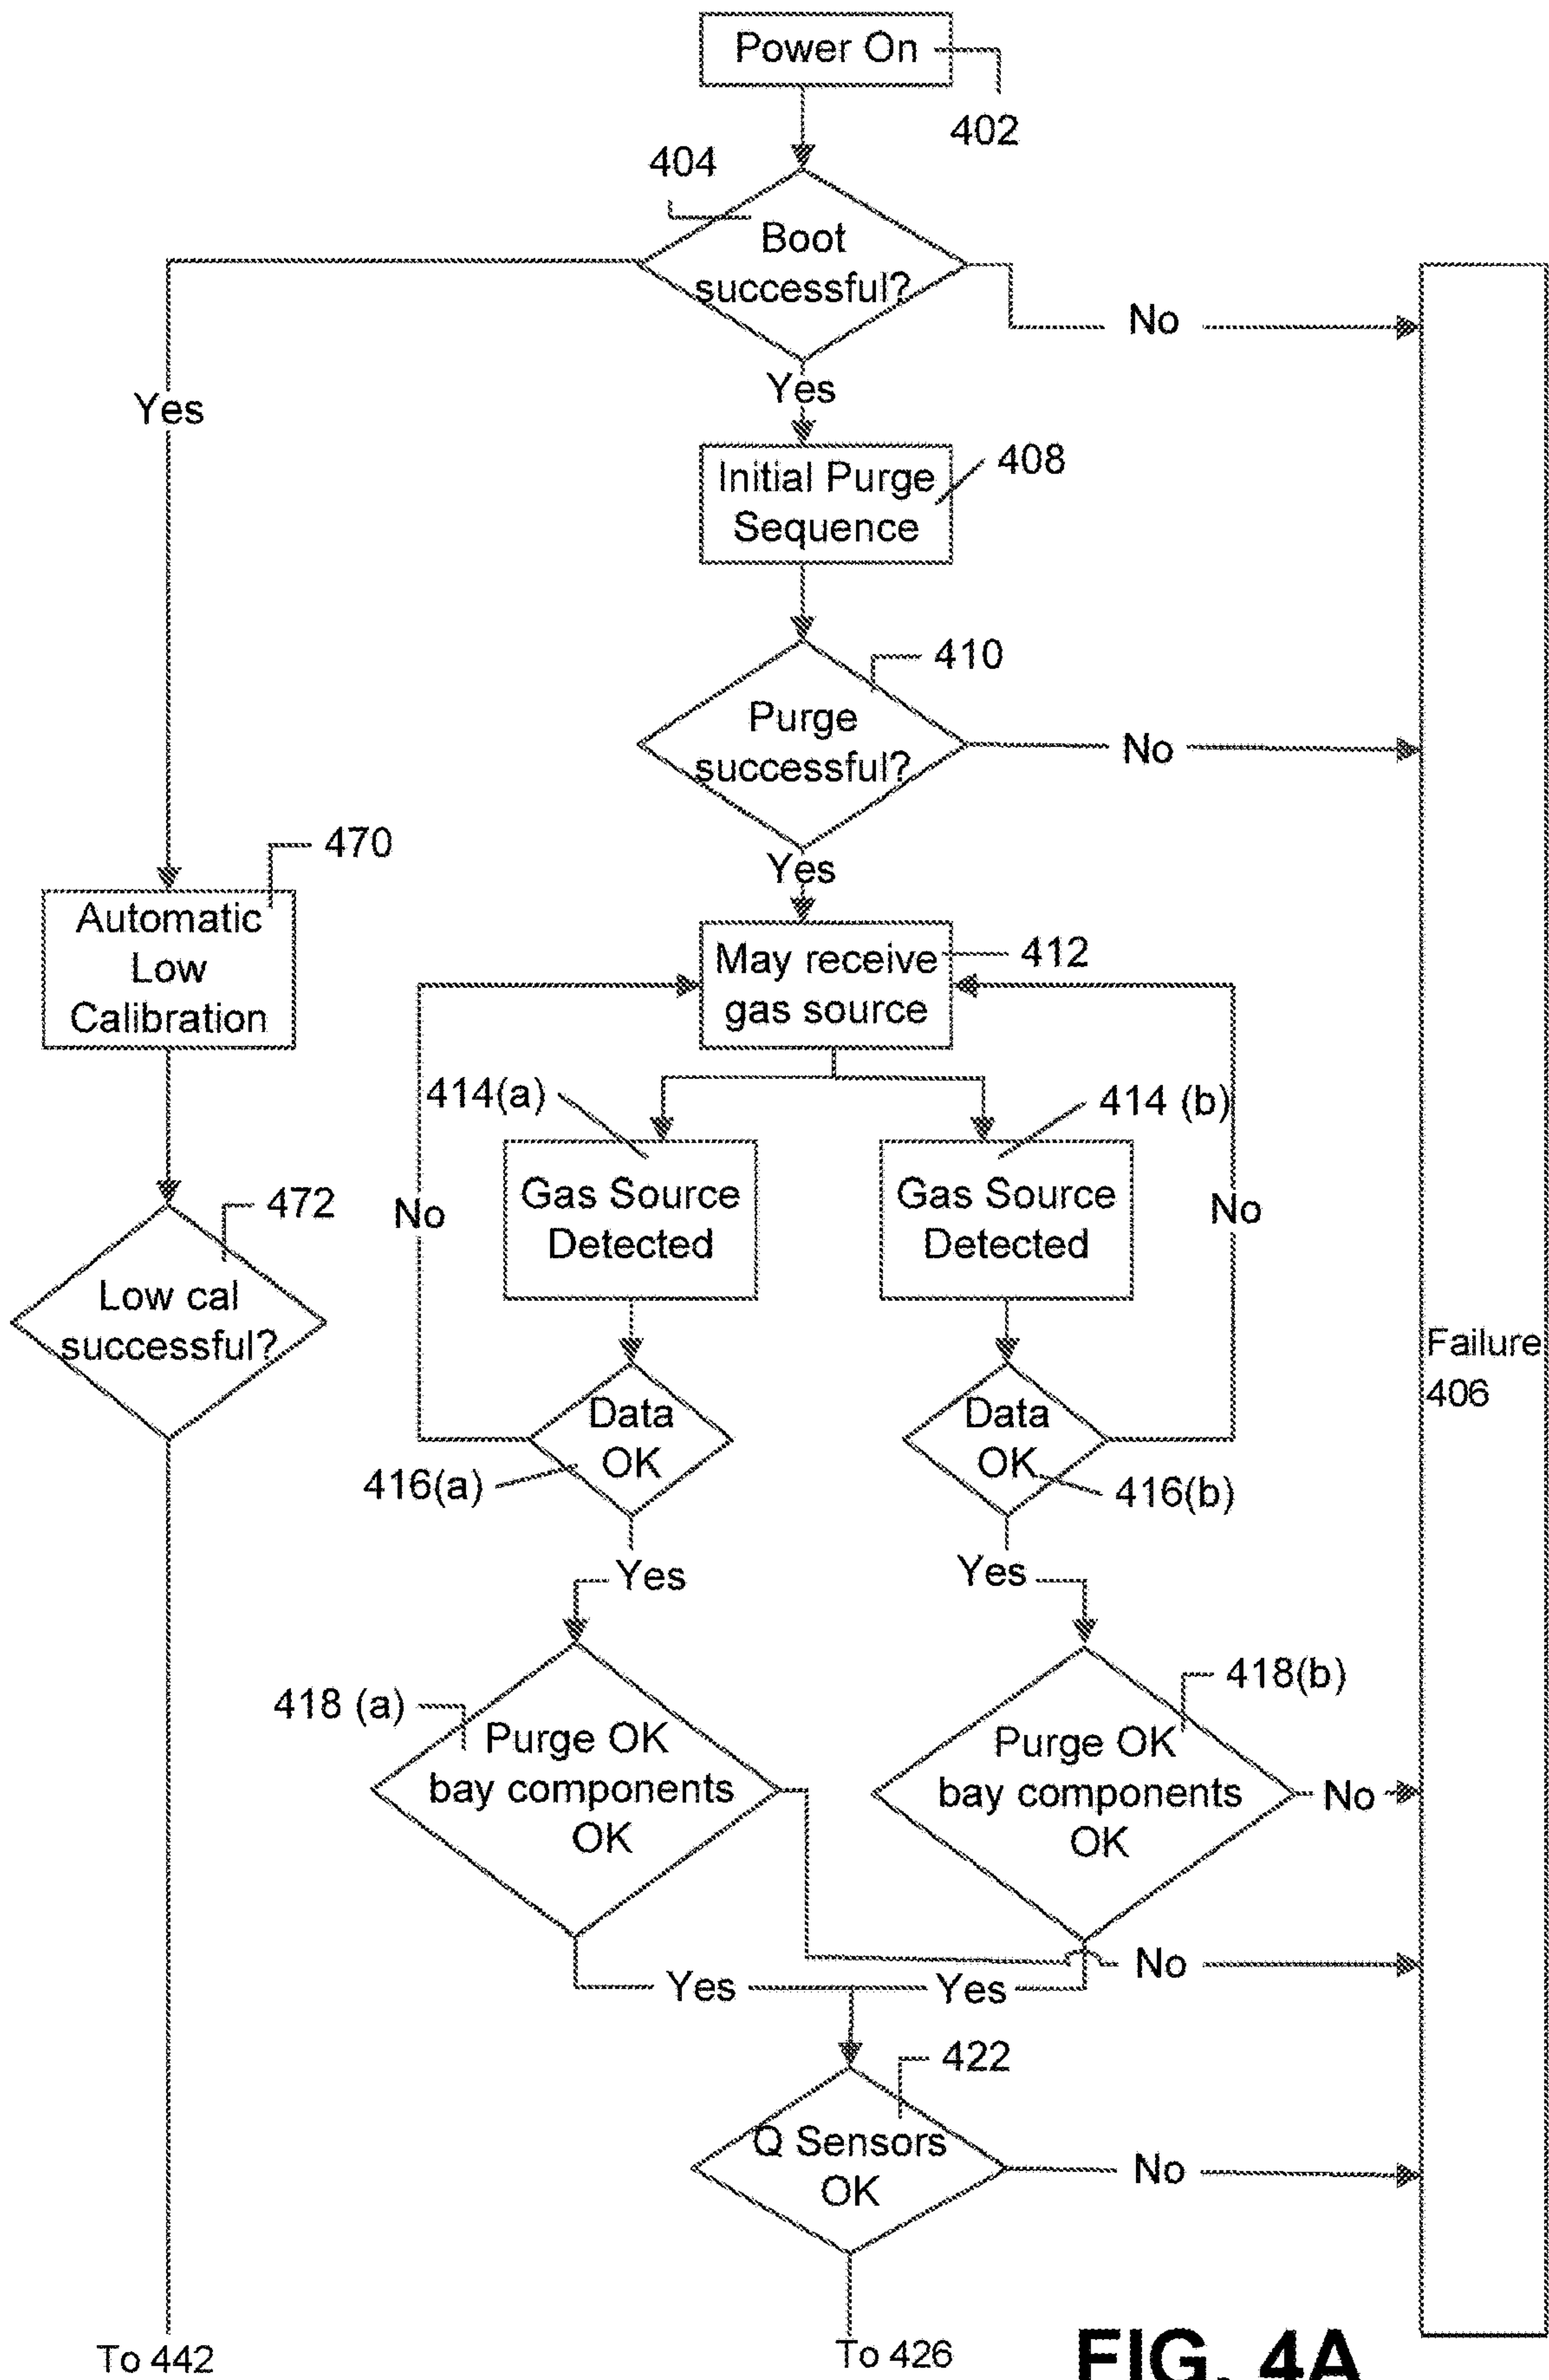 Power On
402
404
Boot
successful?
No
Yes
Yes
Initial Purge
Sequence
408
410
Purge
successful?
No
Yes
470
Automatic
Low
Calibration
May receive
gas source
412
414(a)
414 (b)
Gas Source
Detected
Gas Source
Detected
No
No
472
Low cal
successful?
Failure
406
Data
OK
Data
OK
416(a)
416(b)
Yes
Yes
418 (a)
418(b)
Purge OK
bay components
OK
Purge OK
bay components
OK
No
No
Yes
Yes
422
Q Sensors
OK
No
To 442
To 426
FIG. 4A